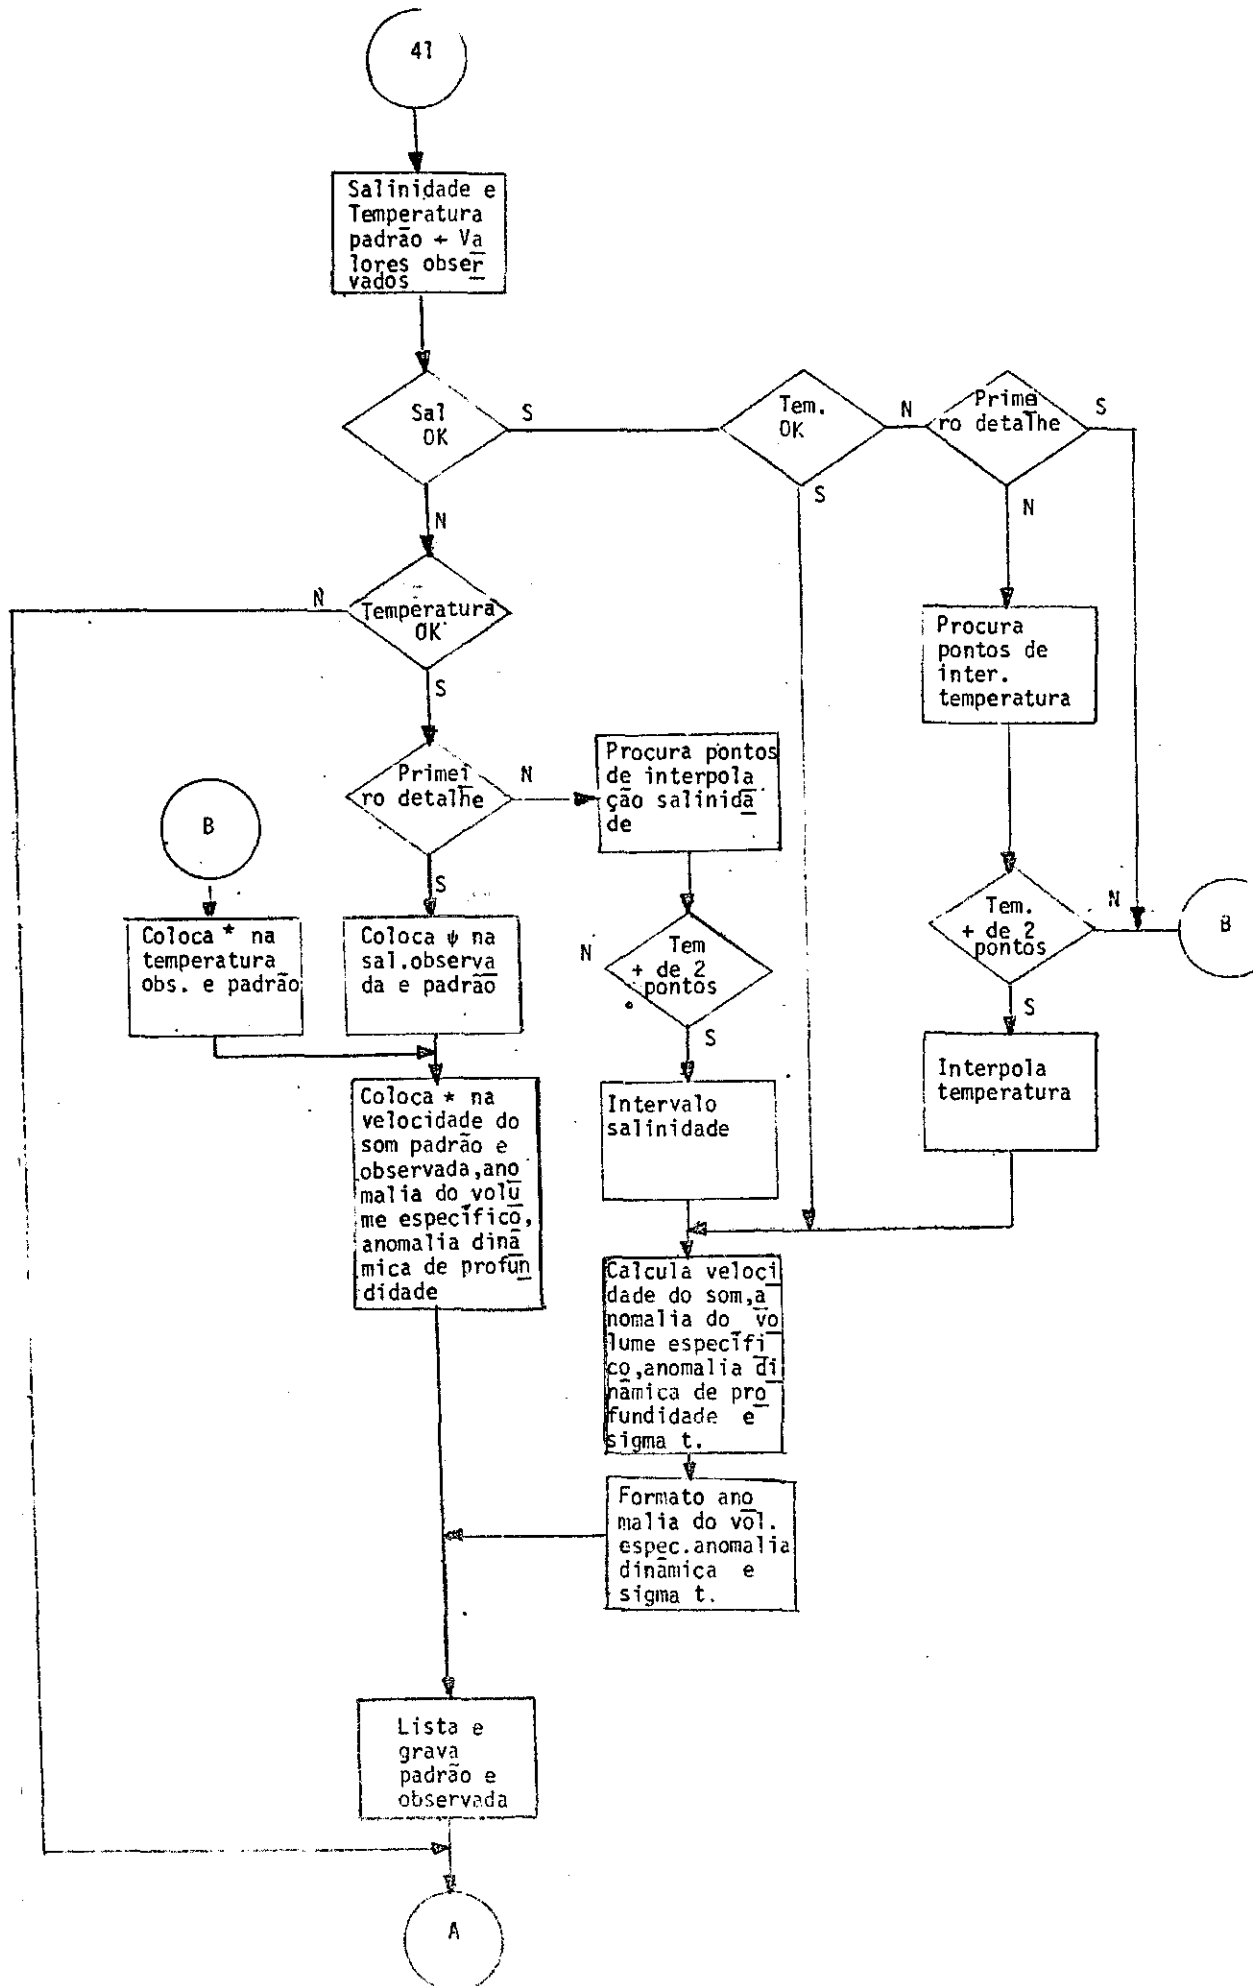 41
Salinidade e
Temperatura
padrão ← Va
lores obser
vados
Sal
OK
S
N
Tem.
OK
N
S
Primei
ro detalhe
S
N
Procura
pontos de
inter.
temperatura
Tem.
+ de 2
pontos
N
S
B
Interpola
temperatura
Temperatura
OK
N
S
Primei
ro detalhe
N
S
Procura pontos
de interpola
ção salinida
de
Tem
+ de 2
pontos
N
S
Intervalo
salinidade
B
Coloca * na
temperatura
obs. e padrão
Coloca ψ na
sal.observa
da e padrão
Coloca * na
velocidade do
som padrão e
observada,ano
malia do volu
me específico,
anomalia dinâ
mica de profun
didade
Calcula veloci
dade do som,a
nomalia do vo
lume específi
co,anomalia di
nâmica de pro
fundidade e
sigma t.
Formato ano
malia do vol.
espec.anomalia
dinâmica e
sigma t.
Lista e
grava
padrão e
observada
A